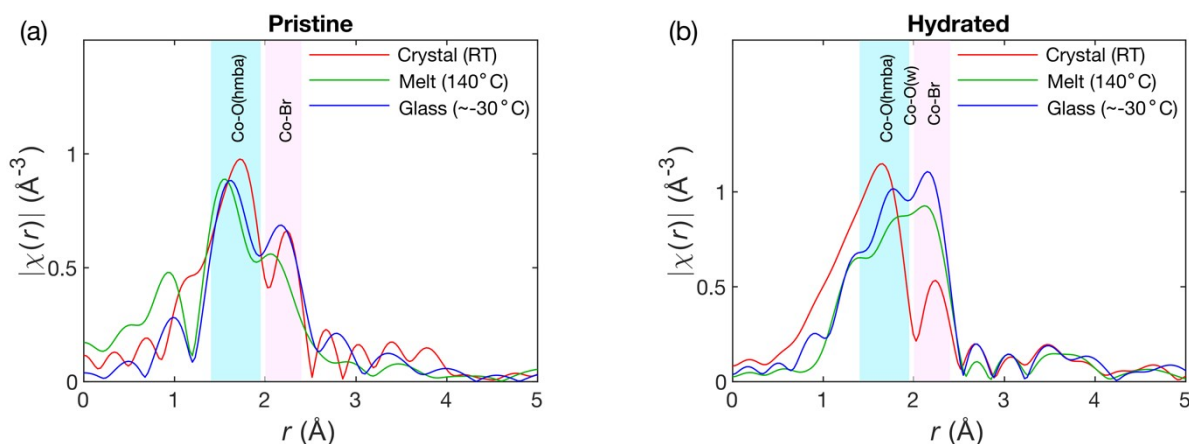 (a)
Pristine
Crystal (RT)
Melt (140°C)
Glass (~-30°C)
Co-O(hmba)
Co-Br
|χ(r)| (Å⁻³)
1
0.5
0
0 1 2 3 4 5
r (Å)
(b)
Hydrated
Crystal (RT)
Melt (140°C)
Glass (~-30°C)
Co-O(hmba)
Co-O(w)
Co-Br
|χ(r)| (Å⁻³)
1
0.5
0
0 1 2 3 4 5
r (Å)